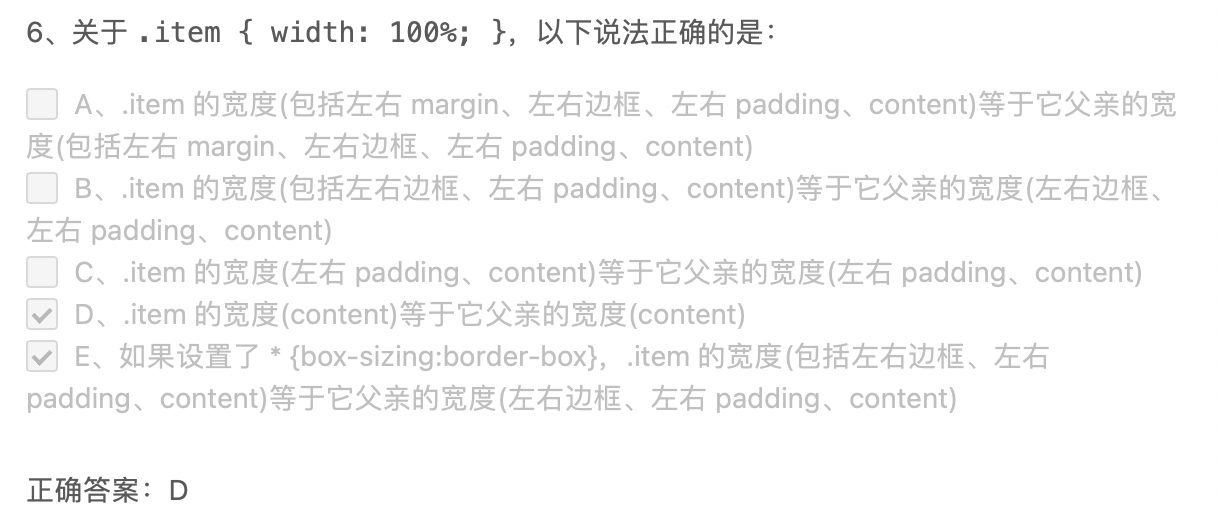 6、关于 .item { width: 100%; }，以下说法正确的是：
A、.item 的宽度(包括左右 margin、左右边框、左右 padding、content)等于它父亲的宽
度(包括左右 margin、左右边框、左右 padding、content)
B、.item 的宽度(包括左右边框、左右 padding、content)等于它父亲的宽度(左右边框、
左右 padding、content)
C、.item 的宽度(左右 padding、content)等于它父亲的宽度(左右 padding、content)
D、.item 的宽度(content)等于它父亲的宽度(content)
E、如果设置了 * {box-sizing:border-box}，.item 的宽度(包括左右边框、左右
padding、content)等于它父亲的宽度(左右边框、左右 padding、content)
正确答案：D